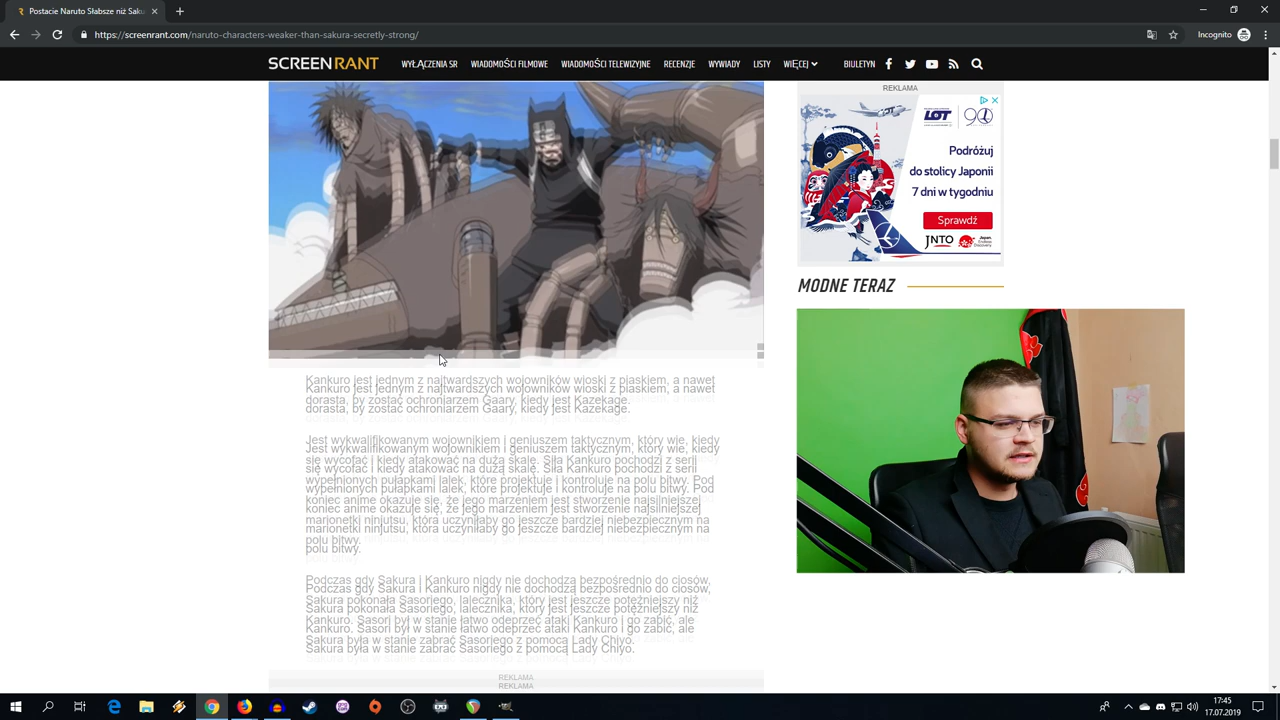 Postacie Naruto Słabsze niż Saku
https://screenrant.com/naruto-characters-weaker-than-sakura-secretly-strong/
Incognito
SCREENRANT
WYŁĄCZENIA SR
WIADOMOŚCI FILMOWE
WIADOMOŚCI TELEWIZYJNE
RECENZJE
WYWIADY
LISTY
WIĘCEJ
BIULETYN
REKLAMA
LOT
90
Podróżuj
do stolicy Japonii
7 dni w tygodniu
Sprawdź
JNTO
Japan.
Endless
Discovery.
MODNE TERAZ
Kankuro jest jednym z najtwardszych wojowników wioski z piaskiem, a nawet
dorasta, by zostać ochroniarzem Gaary, kiedy jest Kazekage.
Jest wykwalifikowanym wojownikiem i geniuszem taktycznym, który wie, kiedy
się wycofać i kiedy atakować na dużą skalę. Siła Kankuro pochodzi z serii
wypełnionych pułapkami lalek, które projektuje i kontroluje na polu bitwy. Pod
koniec anime okazuje się, że jego marzeniem jest stworzenie najsilniejszej
marionetki ninjutsu, która uczyniłaby go jeszcze bardziej niebezpiecznym na
polu bitwy.
Podczas gdy Sakura i Kankuro nigdy nie dochodzą bezpośrednio do ciosów,
Sakura pokonała Sasoriego, lalecznika, który jest jeszcze potężniejszy niż
Kankuro. Sasori był w stanie łatwo odeprzeć ataki Kankuro i go zabić, ale
Sakura była w stanie zabrać Sasoriego z pomocą Lady Chiyo.
REKLAMA
REKLAMA
17:45
17.07.2019